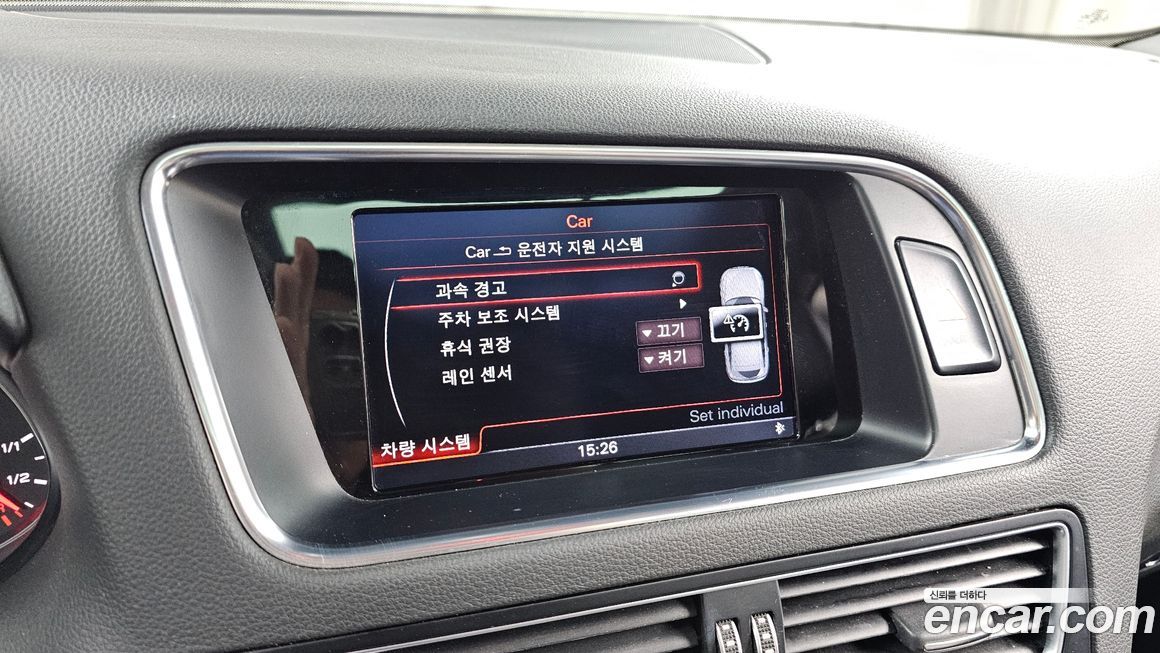 Car
Car 운전자 지원 시스템
과속 경고
주차 보조 시스템
휴식 권장 끄기
레인 센서 켜기
Set individual
차량 시스템
15:26
1/1
1/2
신뢰를 더하다
encar.com